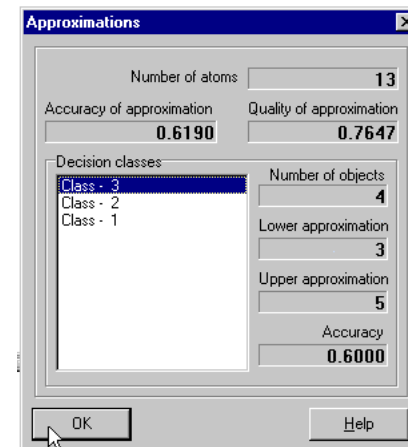 Approximations
Number of atoms 13
Accuracy of approximation Quality of approximation
0.6190 0.7647
Decision classes
Class - 3
Class - 2
Class - 1
Number of objects
4
Lower approximation
3
Upper approximation
5
Accuracy
0.6000
OK Help